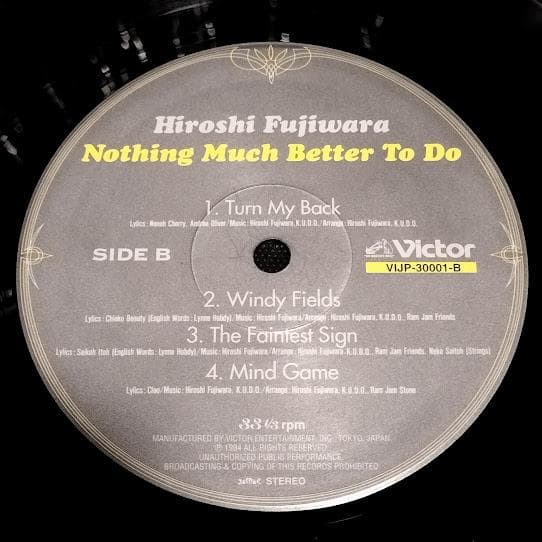 Hiroshi Fujiwara
Nothing Much Better To Do
1. Turn My Back
Lyrics: Neneh Cherry, Andrew Oliver/Music: Hiroshi Fujiwara, K.U.D.O./Arrange: Hiroshi Fujiwara, K.U.D.O.
SIDE B
Victor
VIJP-30001-B
2. Windy Fields
Lyrics: Chieko Beauty (English Words: Lynne Hobdy)/Music: Hiroshi Fujiwara/Arrange: Hiroshi Fujiwara, K.U.D.O., Ram Jam Friends
3. The Faintest Sign
Lyrics: Seikoh Itoh (English Words: Lynne Hobdy)/Music: Hiroshi Fujiwara/Arrange: Hiroshi Fujiwara, K.U.D.O., Ram Jam Friends, Neko Saitoh (Strings)
4. Mind Game
Lyrics: Cleo/Music: Hiroshi Fujiwara, K.U.D.O./Arrange: Hiroshi Fujiwara, K.U.D.O., Ram Jam Stone
33 1/3 rpm
MANUFACTURED BY VICTOR ENTERTAINMENT, INC., TOKYO, JAPAN.
℗ 1994 ALL RIGHTS RESERVED.
UNAUTHORIZED PUBLIC PERFORMANCE,
BROADCASTING & COPYING OF THIS RECORDS PROHIBITED
STEREO